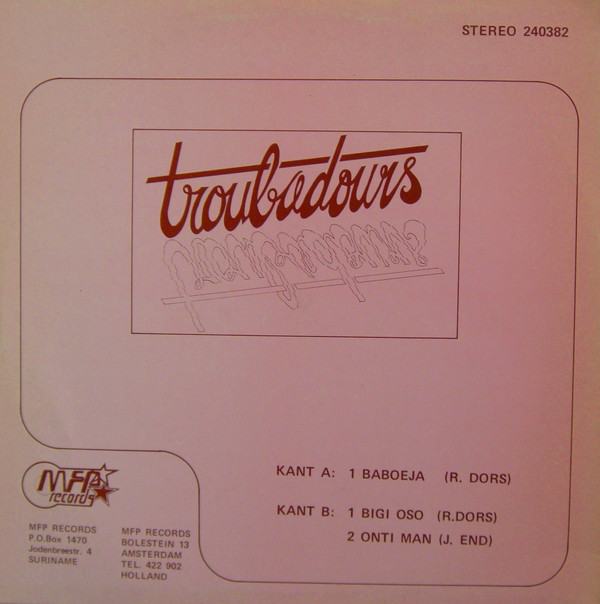 STEREO 240382
troubadours
KANT A: 1 BABOEJA (R. DORS)
KANT B: 1 BIGI OSO (R.DORS)
2 ONTI MAN (J. END)
MFP
records
MFP RECORDS
P.O.Box 1470
Jodenbreestr. 4
SURINAME
MFP RECORDS
BOLESTEIN 13
AMSTERDAM
TEL. 422 902
HOLLAND